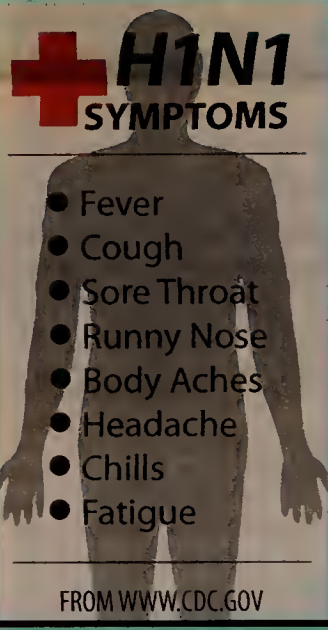 H1N1
SYMPTOMS
• Fever
• Cough
• Sore Throat
• Runny Nose
• Body Aches
• Headache
• Chills
• Fatigue
FROM WWW.CDC.GOV